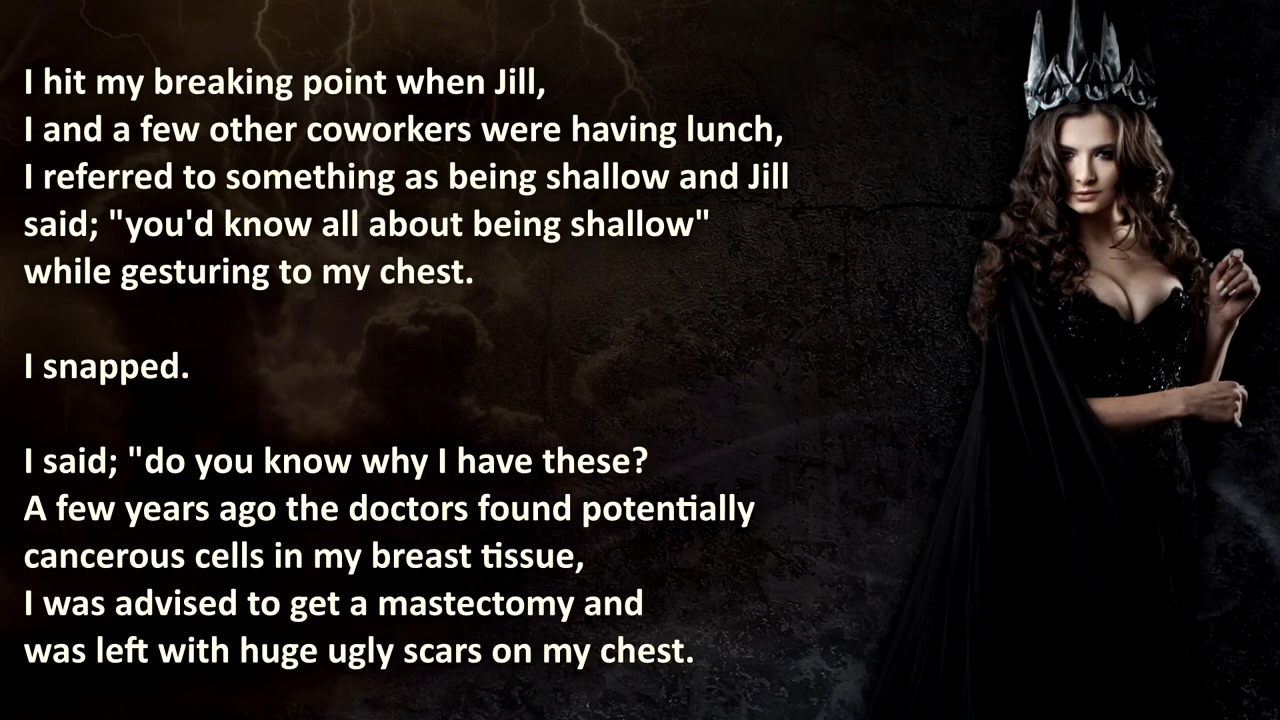 I hit my breaking point when Jill,
I and a few other coworkers were having lunch,
I referred to something as being shallow and Jill
said; "you'd know all about being shallow"
while gesturing to my chest.
I snapped.
I said; "do you know why I have these?
A few years ago the doctors found potentially
cancerous cells in my breast tissue,
I was advised to get a mastectomy and
was left with huge ugly scars on my chest.